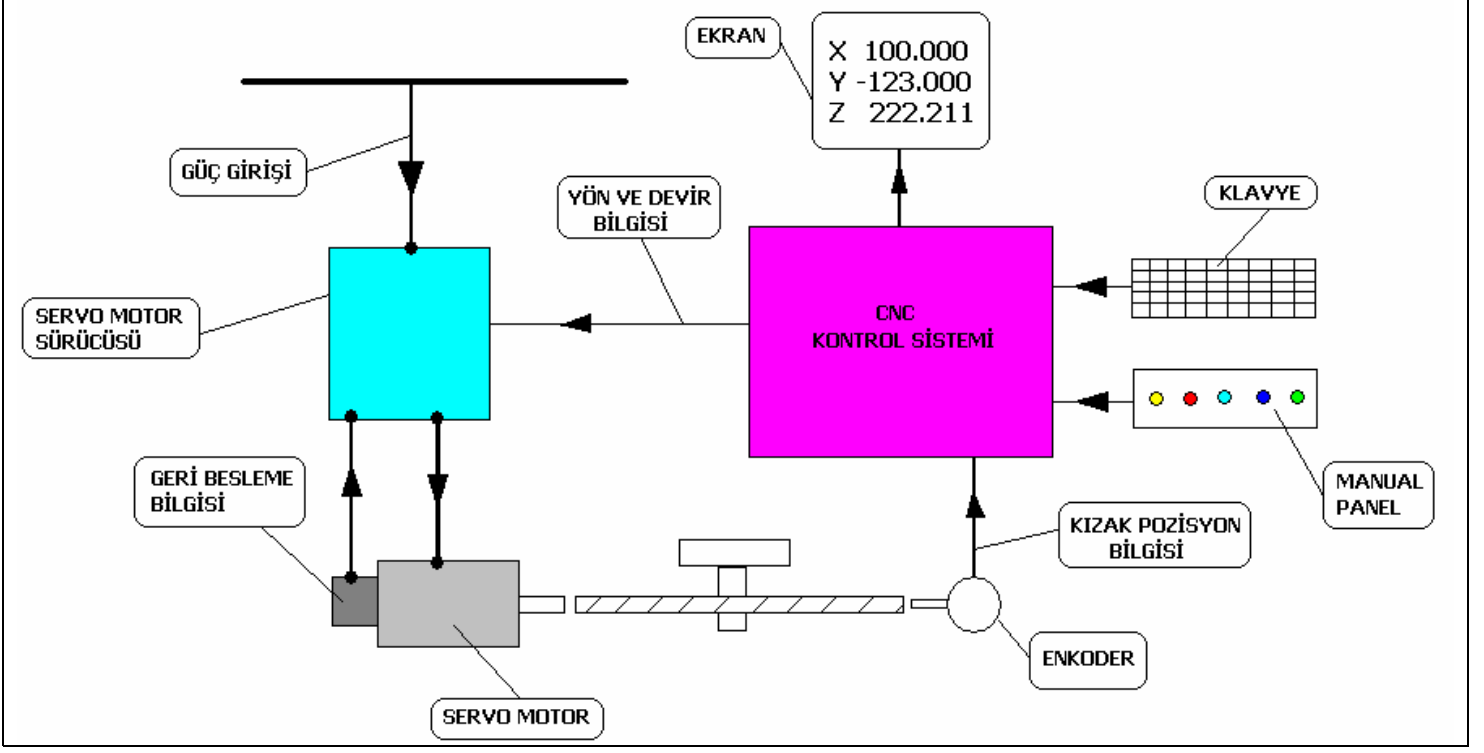 EKRAN
X 100.000
Y -123.000
Z 222.211
GÜÇ GİRİŞİ
YÖN VE DEVİR
BİLGİSİ
KLAVYE
SERVO MOTOR
SÜRÜCÜSÜ
CNC
KONTROL SİSTEMİ
GERİ BESLEME
BİLGİSİ
MANUAL
PANEL
KIZAK POZİSYON
BİLGİSİ
ENKODER
SERVO MOTOR